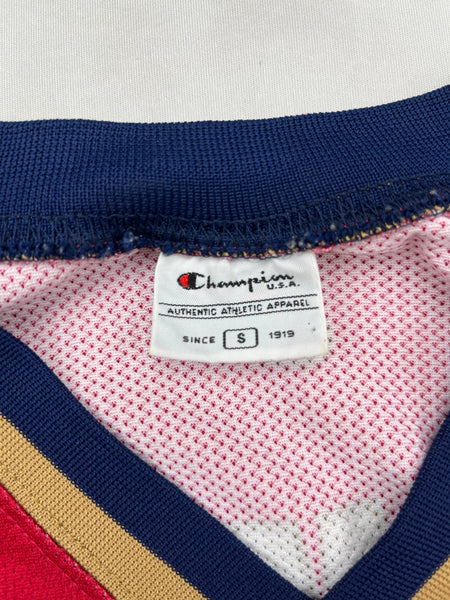 Champion
U.S.A.
AUTHENTIC ATHLETIC APPAREL
SINCE S 1919